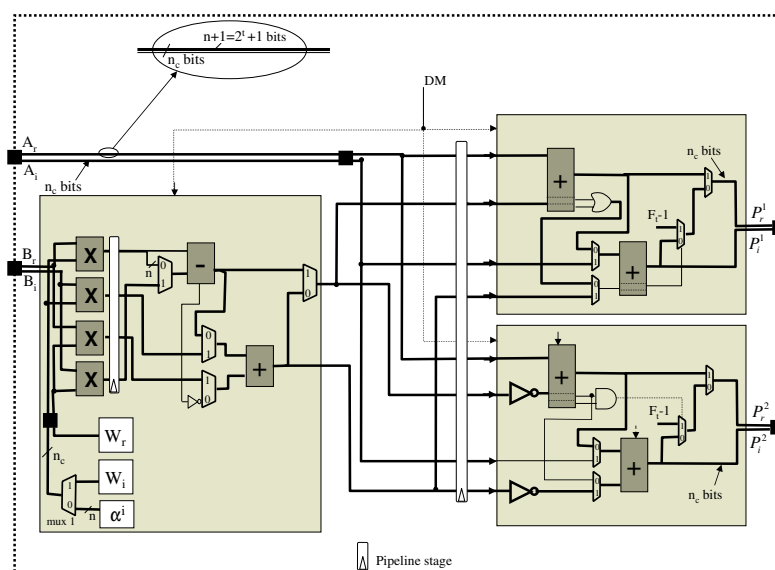 n+1=2^t+1 bits
n_c bits
DM
A_r
A_i
n_c bits
n_c bits
+
1
0
P_r^1
P_i^1
F_t-1
1
0
0
1
+
0
1
B_r
B_i
X
X
X
X
n
0
1
-
1
0
0
1
+
1
0
W_r
n_c
W_i
1
0
n
α^i
mux 1
+
1
0
P_r^2
P_i^2
F_t-1
1
0
0
1
+
0
1
n_c bits
Pipeline stage